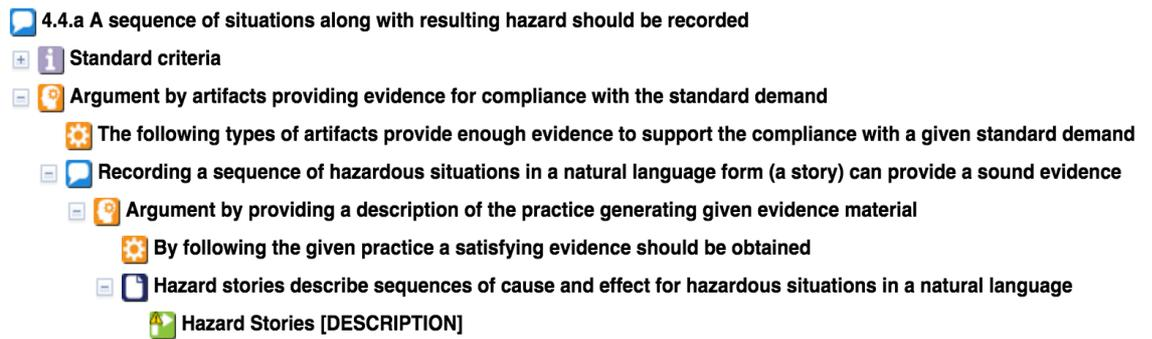 4.4.a A sequence of situations along with resulting hazard should be recorded
Standard criteria
Argument by artifacts providing evidence for compliance with the standard demand
The following types of artifacts provide enough evidence to support the compliance with a given standard demand
Recording a sequence of hazardous situations in a natural language form (a story) can provide a sound evidence
Argument by providing a description of the practice generating given evidence material
By following the given practice a satisfying evidence should be obtained
Hazard stories describe sequences of cause and effect for hazardous situations in a natural language
Hazard Stories [DESCRIPTION]